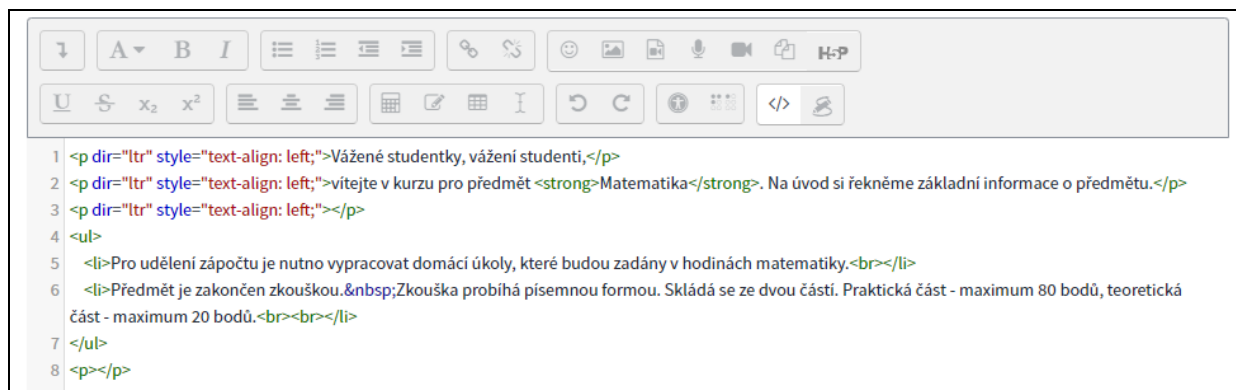 A B I H-P
U S x₂ x² </>
1 <p dir="ltr" style="text-align: left;">Vážené studentky, vážení studenti,</p>
2 <p dir="ltr" style="text-align: left;">vítejte v kurzu pro předmět <strong>Matematika</strong>. Na úvod si řekněme základní informace o předmětu.</p>
3 <p dir="ltr" style="text-align: left;"></p>
4 <ul>
5 <li>Pro udělení zápočtu je nutno vypracovat domácí úkoly, které budou zadány v hodinách matematiky.<br></li>
6 <li>Předmět je zakončen zkouškou.&nbsp;Zkouška probíhá písemnou formou. Skládá se ze dvou částí. Praktická část - maximum 80 bodů, teoretická
část - maximum 20 bodů.<br><br></li>
7 </ul>
8 <p></p>